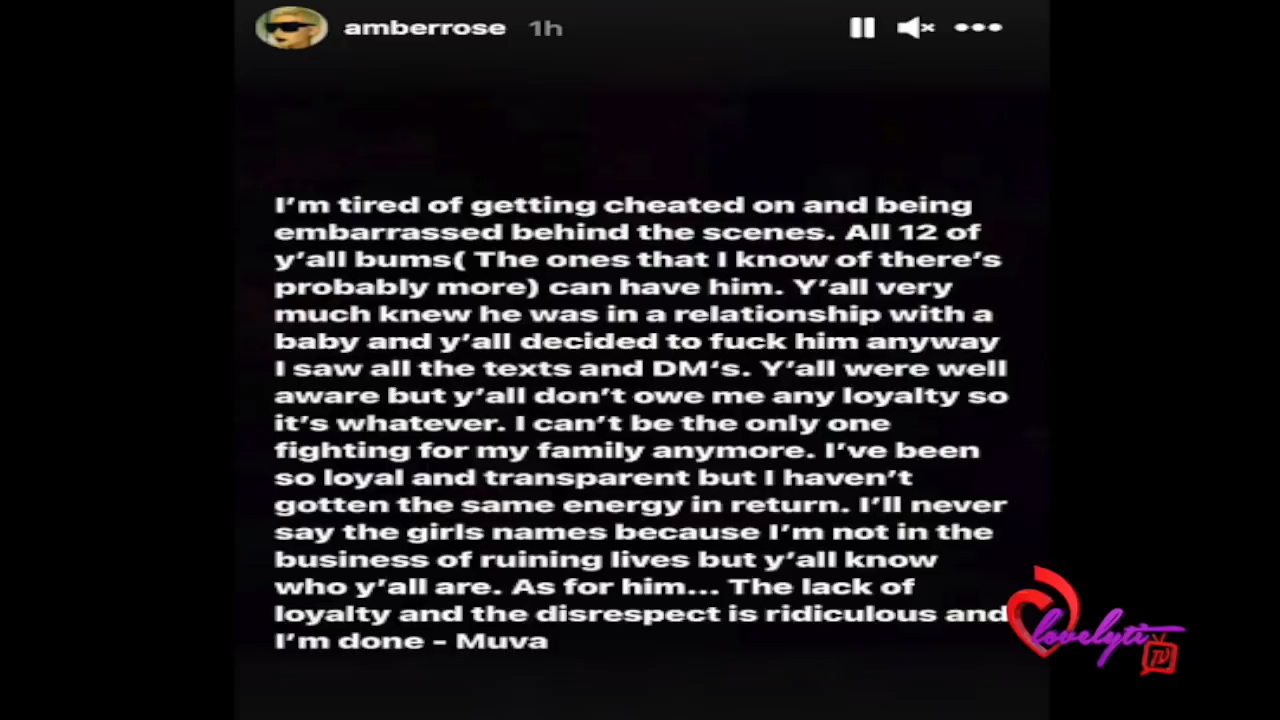 amberrose 1h
I'm tired of getting cheated on and being
embarrassed behind the scenes. All 12 of
y'all bums( The ones that I know of there's
probably more) can have him. Y'all very
much knew he was in a relationship with a
baby and y'all decided to fuck him anyway
I saw all the texts and DM‘s. Y'all were well
aware but y'all don't owe me any loyalty so
it's whatever. I can't be the only one
fighting for my family anymore. I've been
so loyal and transparent but I haven't
gotten the same energy in return. I'll never
say the girls names because I'm not in the
business of ruining lives but y'all know
who y'all are. As for him... The lack of
loyalty and the disrespect is ridiculous and
I'm done - Muva
lovelyti
TV